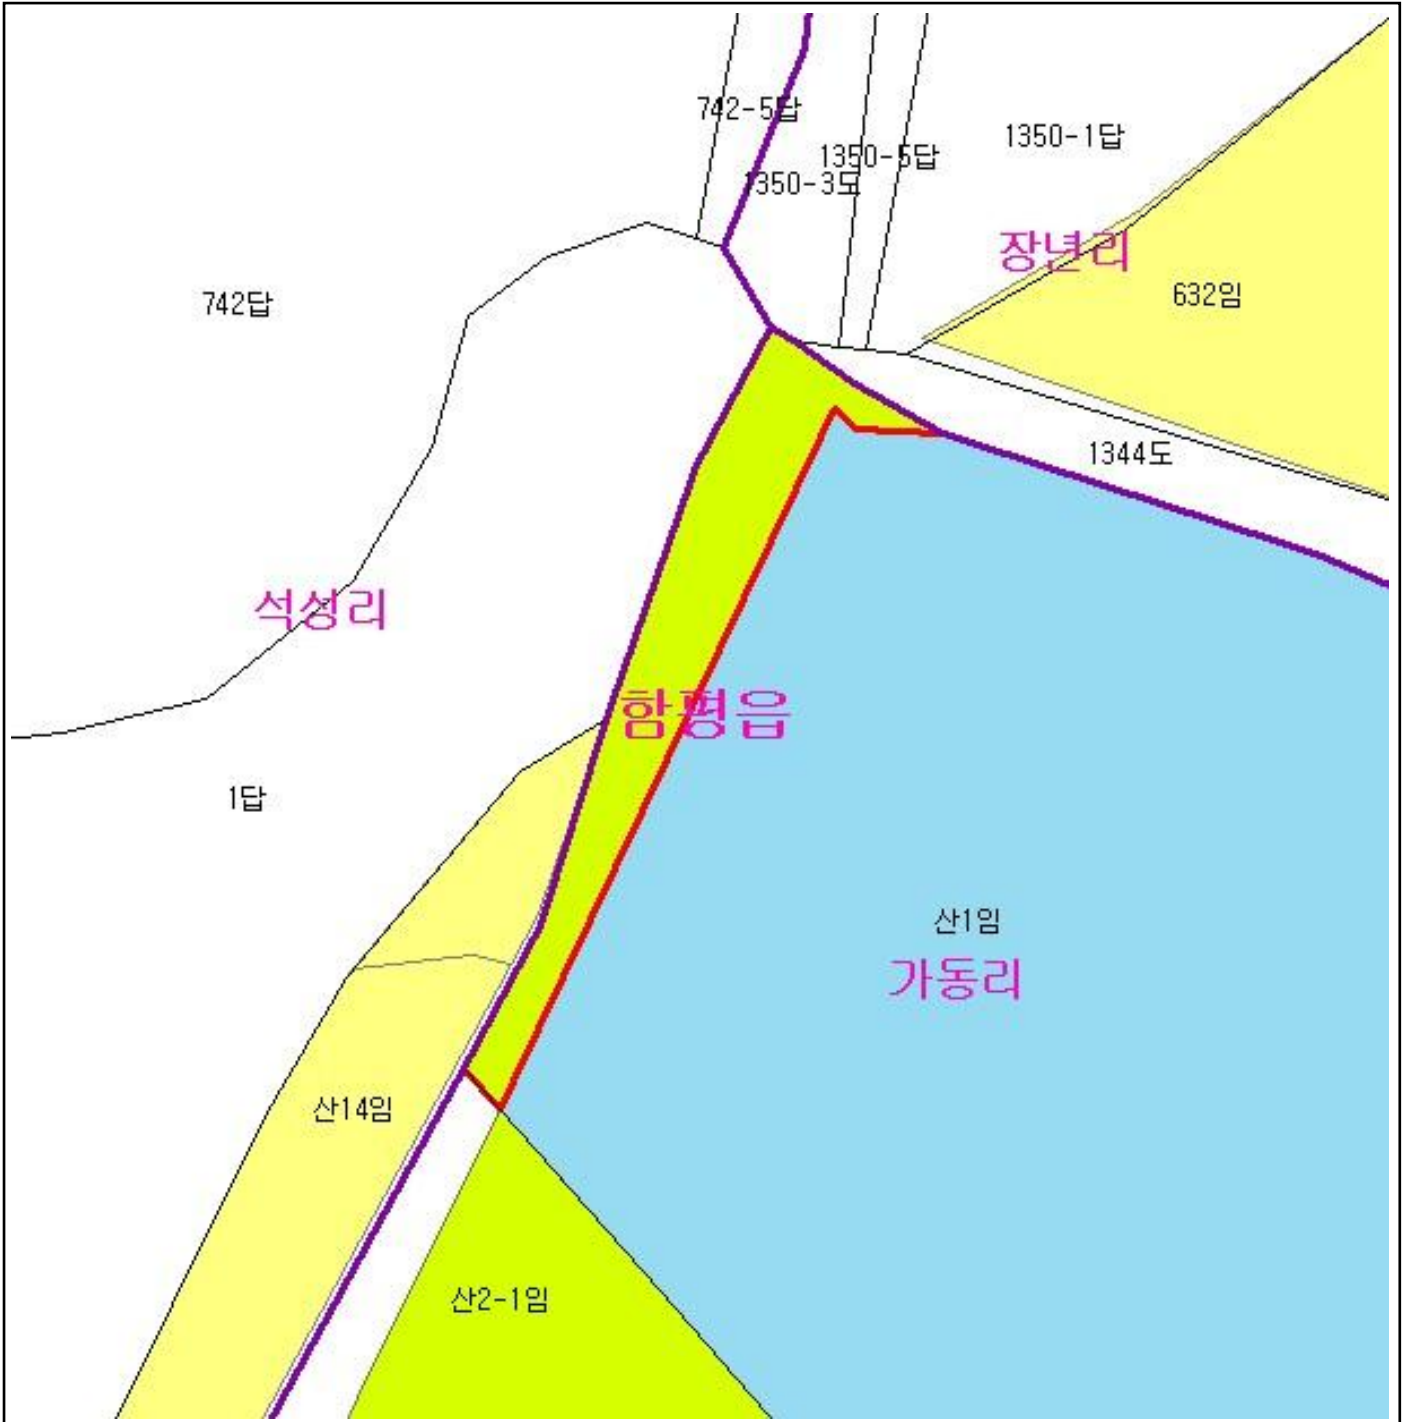 742-5답
1350-1답
1350-5답
1350-3도
장년리
632임
742답
1344도
석성리
함평읍
1답
산1임
가동리
산14임
산2-1임